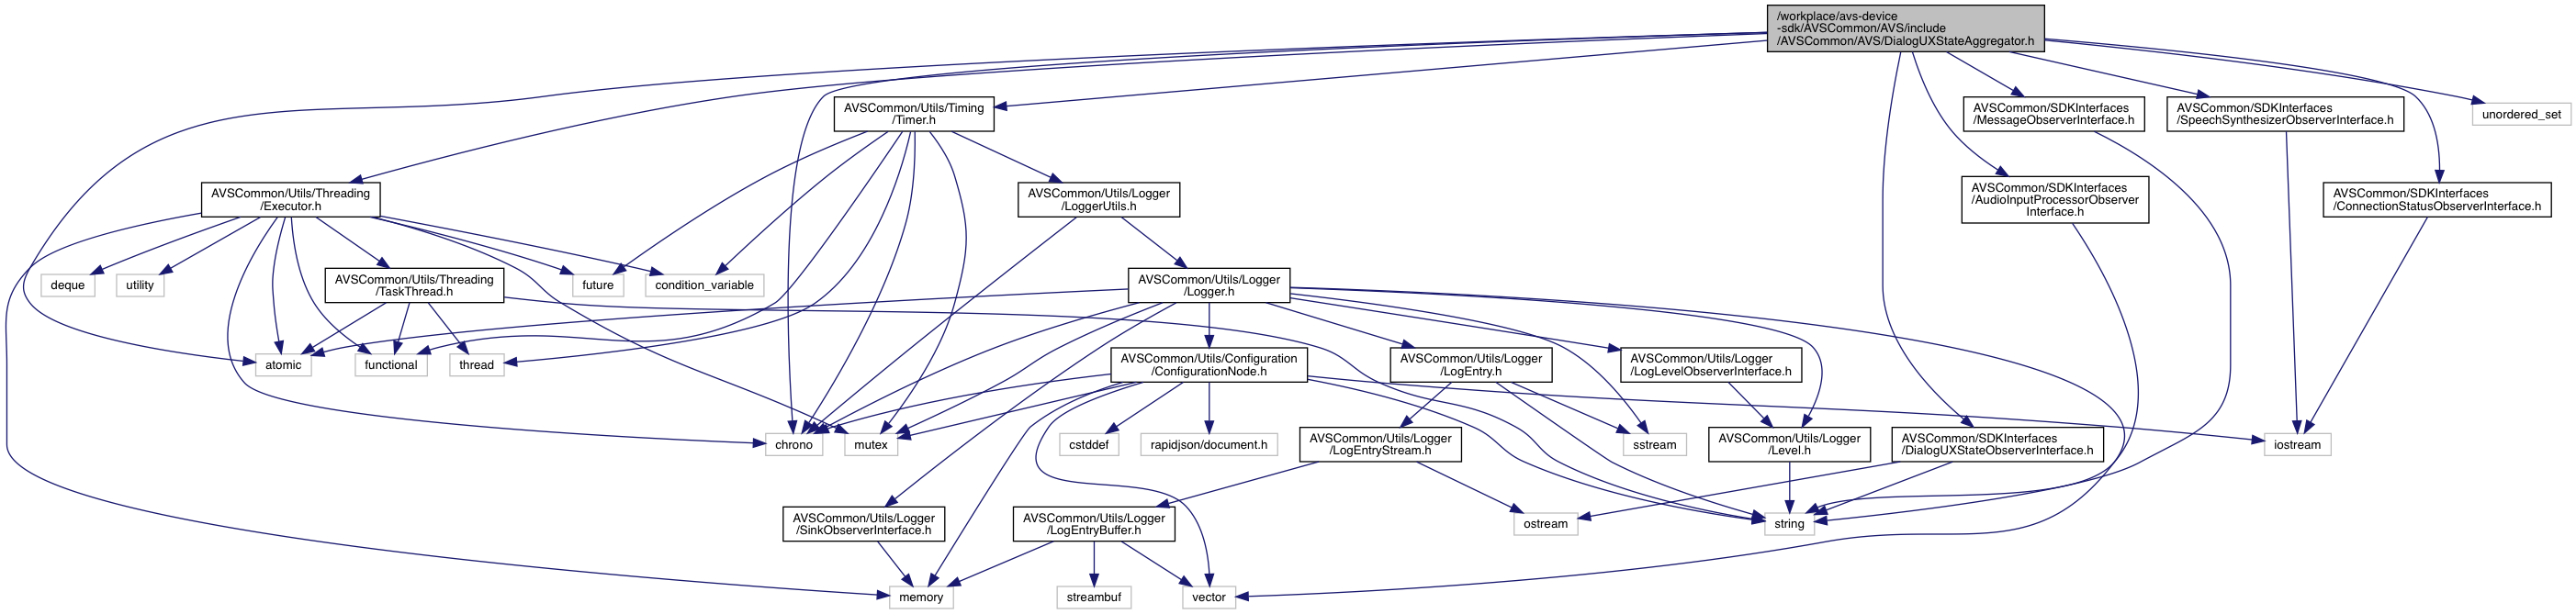 /workplace/avs-device
-sdk/AVSCommon/AVS/include
/AVSCommon/AVS/DialogUXStateAggregator.h
AVSCommon/Utils/Timing
/Timer.h
AVSCommon/SDKInterfaces
/MessageObserverInterface.h
AVSCommon/SDKInterfaces
/SpeechSynthesizerObserverInterface.h
unordered_set
AVSCommon/Utils/Threading
/Executor.h
AVSCommon/Utils/Logger
/LoggerUtils.h
AVSCommon/SDKInterfaces
/AudioInputProcessorObserver
Interface.h
AVSCommon/SDKInterfaces
/ConnectionStatusObserverInterface.h
deque
utility
AVSCommon/Utils/Threading
/TaskThread.h
future
condition_variable
AVSCommon/Utils/Logger
/Logger.h
atomic
functional
thread
AVSCommon/Utils/Configuration
/ConfigurationNode.h
AVSCommon/Utils/Logger
/LogEntry.h
AVSCommon/Utils/Logger
/LogLevelObserverInterface.h
chrono
mutex
cstddef
rapidjson/document.h
AVSCommon/Utils/Logger
/LogEntryStream.h
sstream
AVSCommon/Utils/Logger
/Level.h
AVSCommon/SDKInterfaces
/DialogUXStateObserverInterface.h
iostream
AVSCommon/Utils/Logger
/SinkObserverInterface.h
AVSCommon/Utils/Logger
/LogEntryBuffer.h
ostream
string
memory
streambuf
vector